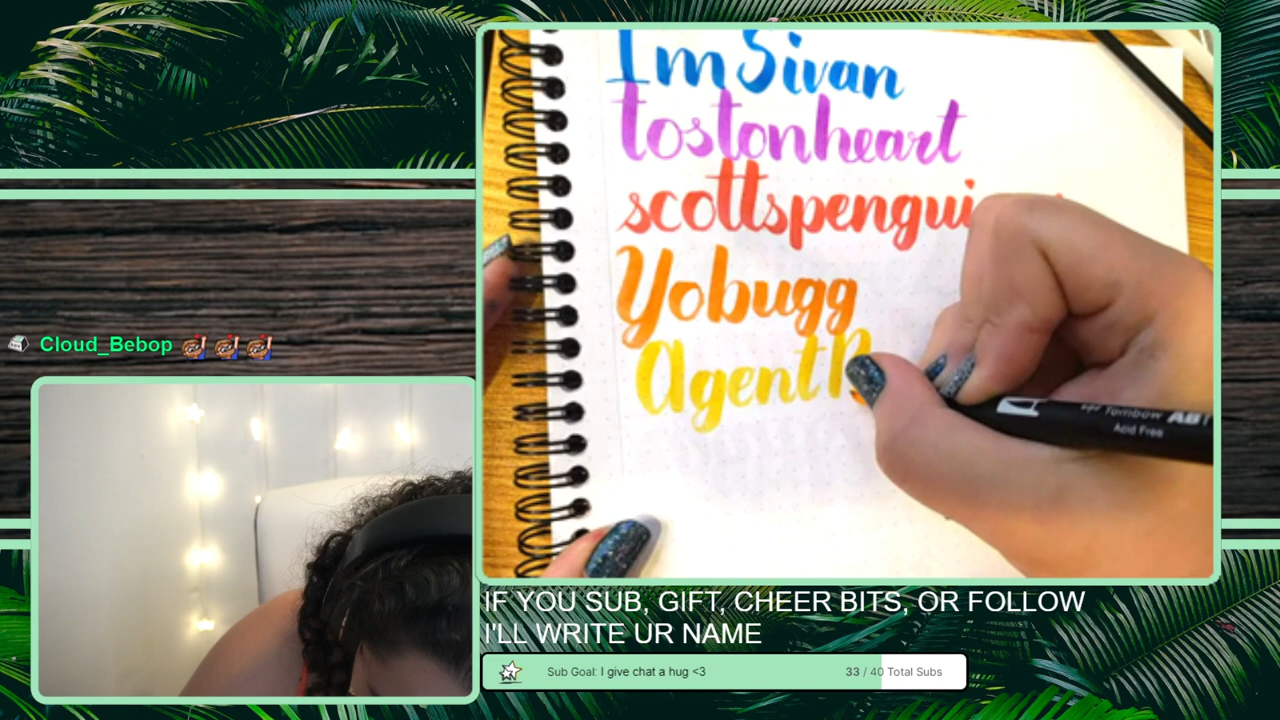 ImSivan
tostonheart
scottspengui
Yobugg
Agent
Tombow ABT
Acid Free
Cloud_Bebop
IF YOU SUB, GIFT, CHEER BITS, OR FOLLOW
I'LL WRITE UR NAME
Sub Goal: I give chat a hug <3
33 / 40 Total Subs